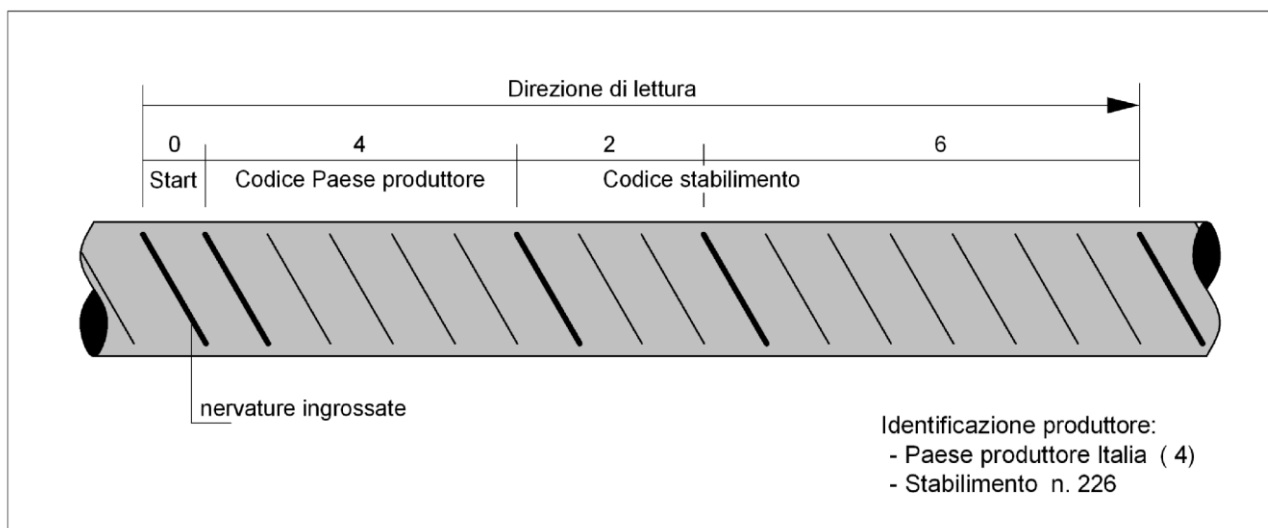 Direzione di lettura
0 4 2 6
Start Codice Paese produttore Codice stabilimento
nervature ingrossate
Identificazione produttore:
- Paese produttore Italia ( 4)
- Stabilimento n. 226